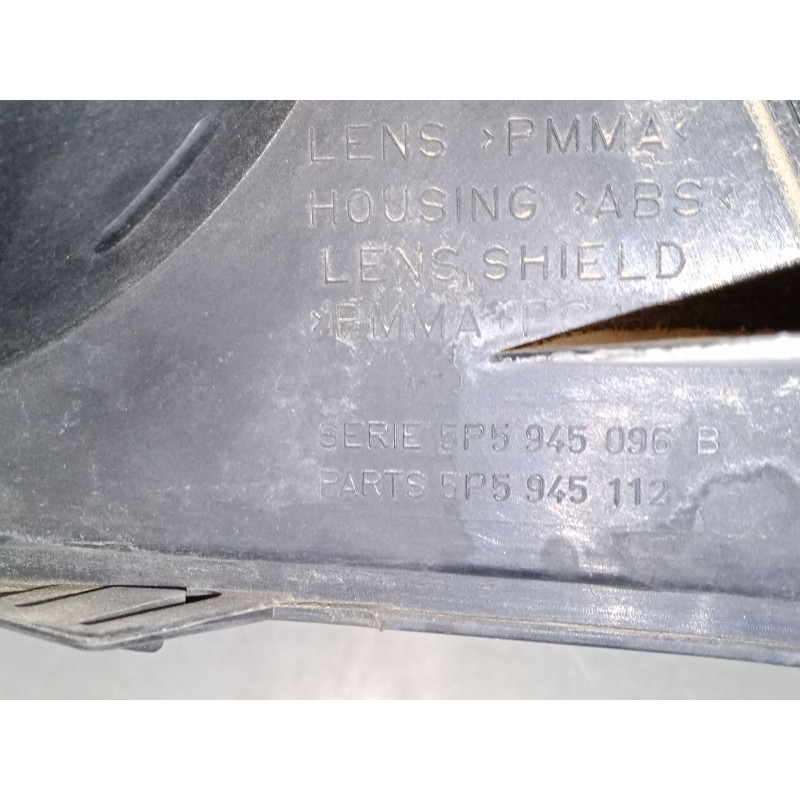 LENS >PMMA<
HOUSING >ABS<
LENS SHIELD
>PMMA
SERIE 5P5 945 096 B
PARTS 5P5 945 112